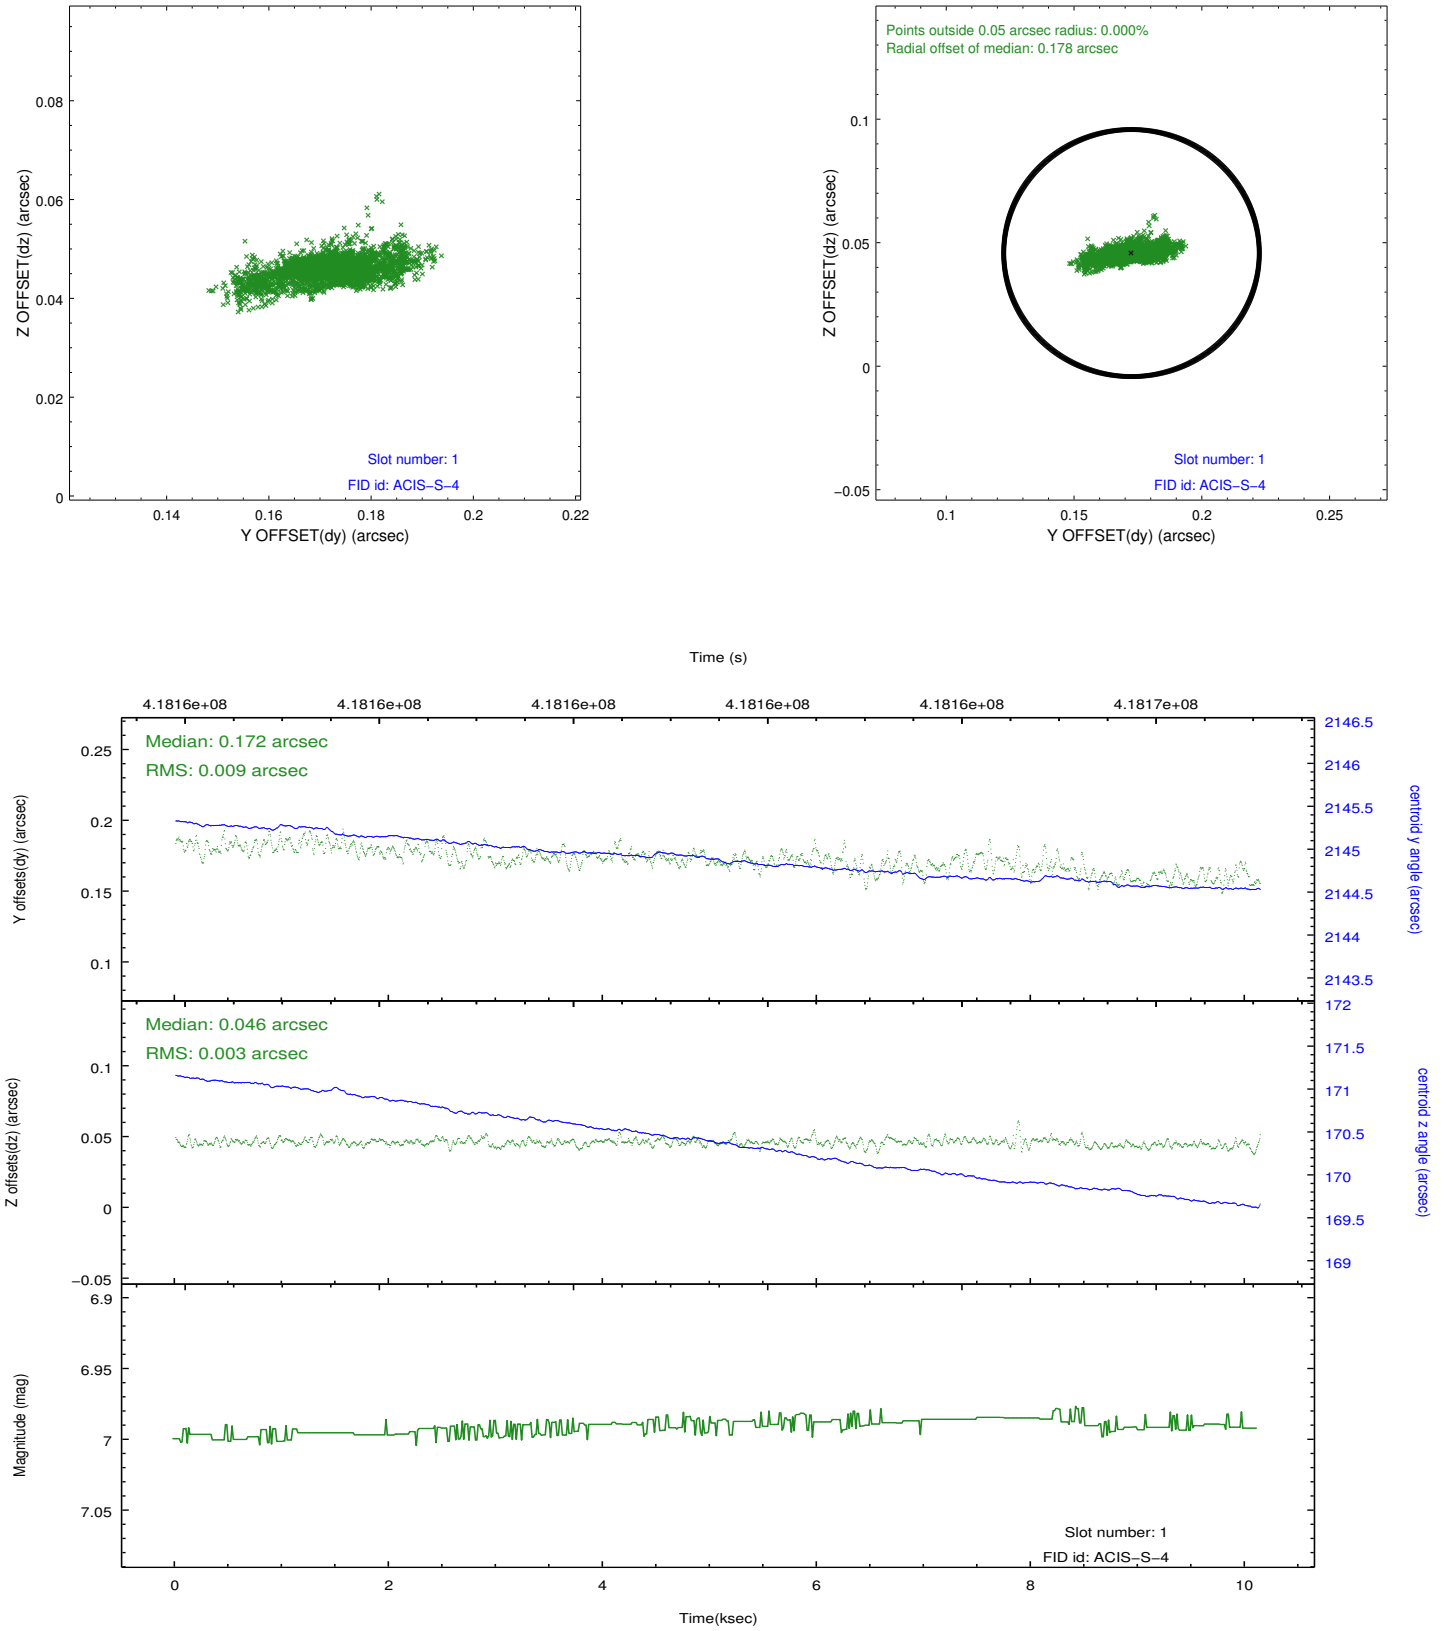 0.08
0.06
0.04
0.02
0
Z OFFSET(dz) (arcsec)
Slot number: 1
FID id: ACIS−S−4
0.14 0.16 0.18 0.2 0.22
Y OFFSET(dy) (arcsec)
Points outside 0.05 arcsec radius: 0.000%
Radial offset of median: 0.178 arcsec
0.1
0.05
0
−0.05
Z OFFSET(dz) (arcsec)
Slot number: 1
FID id: ACIS−S−4
0.1 0.15 0.2 0.25
Y OFFSET(dy) (arcsec)
Time (s)
4.1816e+08 4.1816e+08 4.1816e+08 4.1816e+08 4.1816e+08 4.1817e+08
Median: 0.172 arcsec
RMS: 0.009 arcsec
0.25
0.2
0.15
0.1
Y offsets(dy) (arcsec)
2146.5
2146
2145.5
2145
2144.5
2144
2143.5
centroid y angle (arcsec)
Median: 0.046 arcsec
RMS: 0.003 arcsec
0.1
0.05
0
−0.05
Z offsets(dz) (arcsec)
172
171.5
171
170.5
170
169.5
169
centroid z angle (arcsec)
6.9
6.95
7
7.05
Magnitude (mag)
Slot number: 1
FID id: ACIS−S−4
0 2 4 6 8 10
Time(ksec)